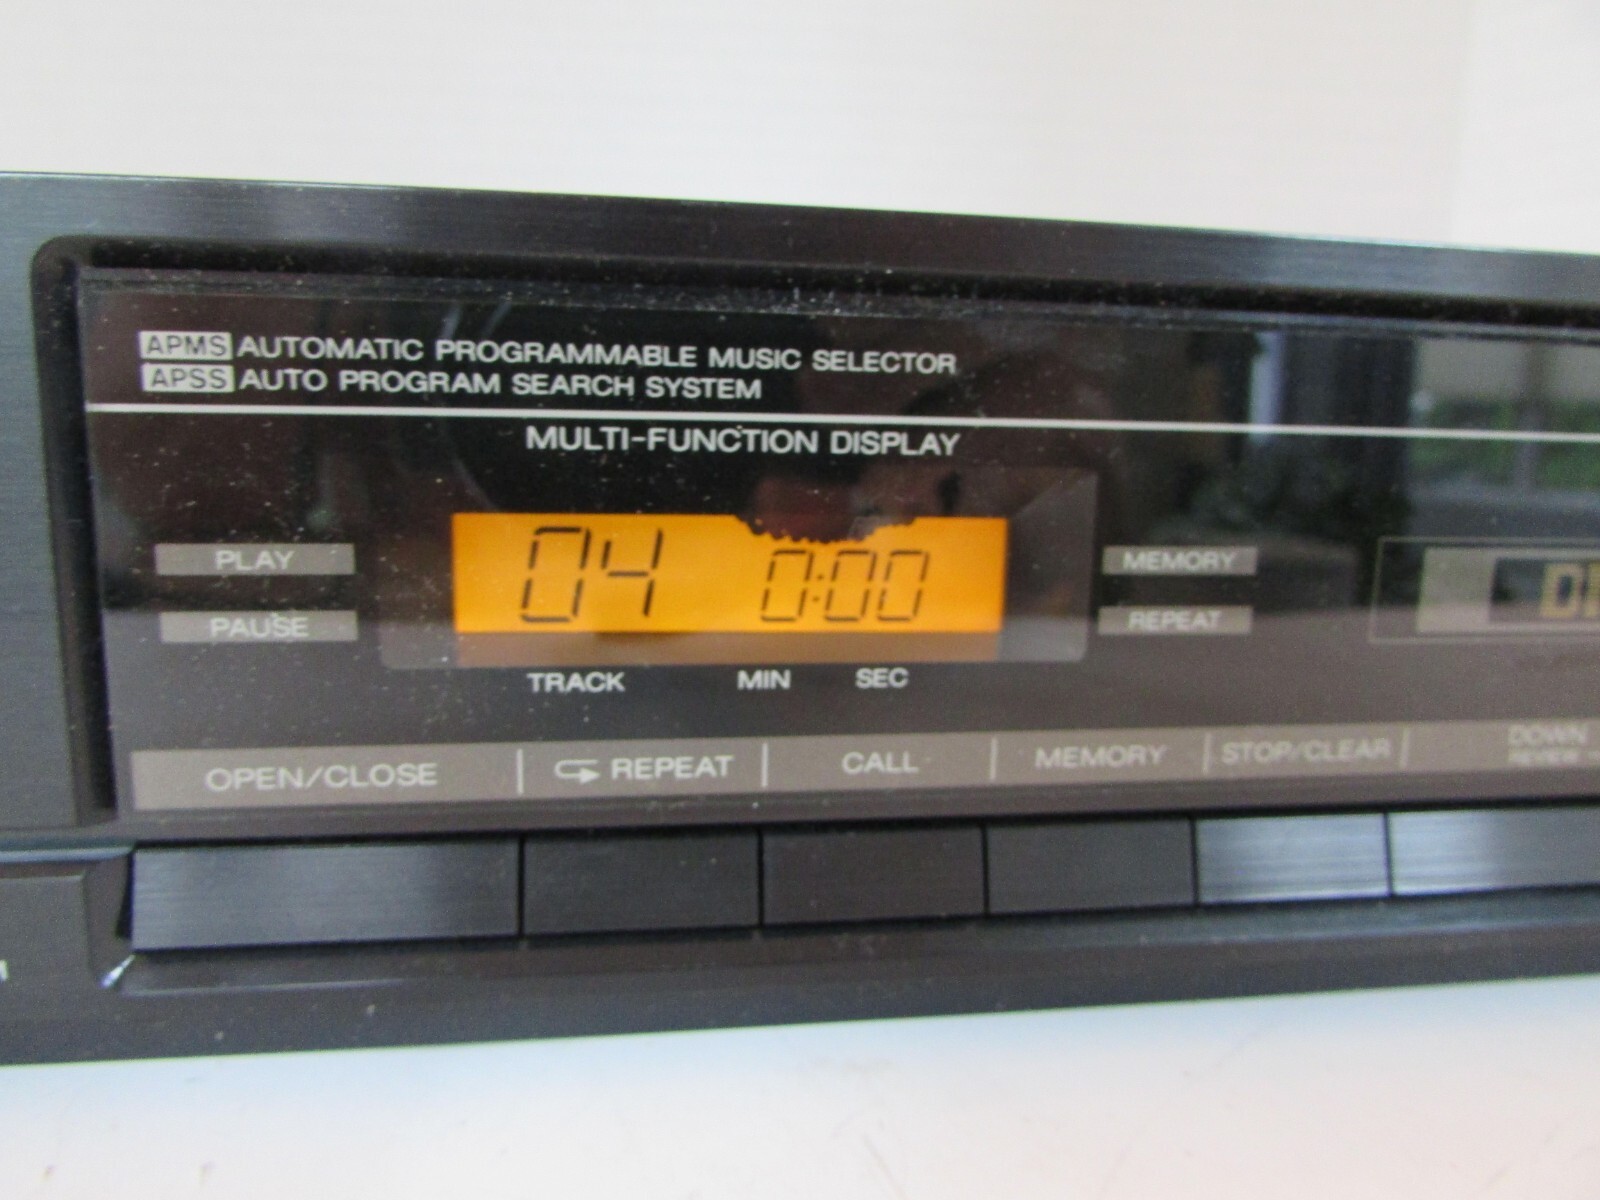 APMS AUTOMATIC PROGRAMMABLE MUSIC SELECTOR
APSS AUTO PROGRAM SEARCH SYSTEM
MULTI-FUNCTION DISPLAY
PLAY
04 0:00
MEMORY
PAUSE
REPEAT
TRACK MIN SEC
OPEN/CLOSE REPEAT CALL MEMORY STOP/CLEAR DOWN
REVIEW